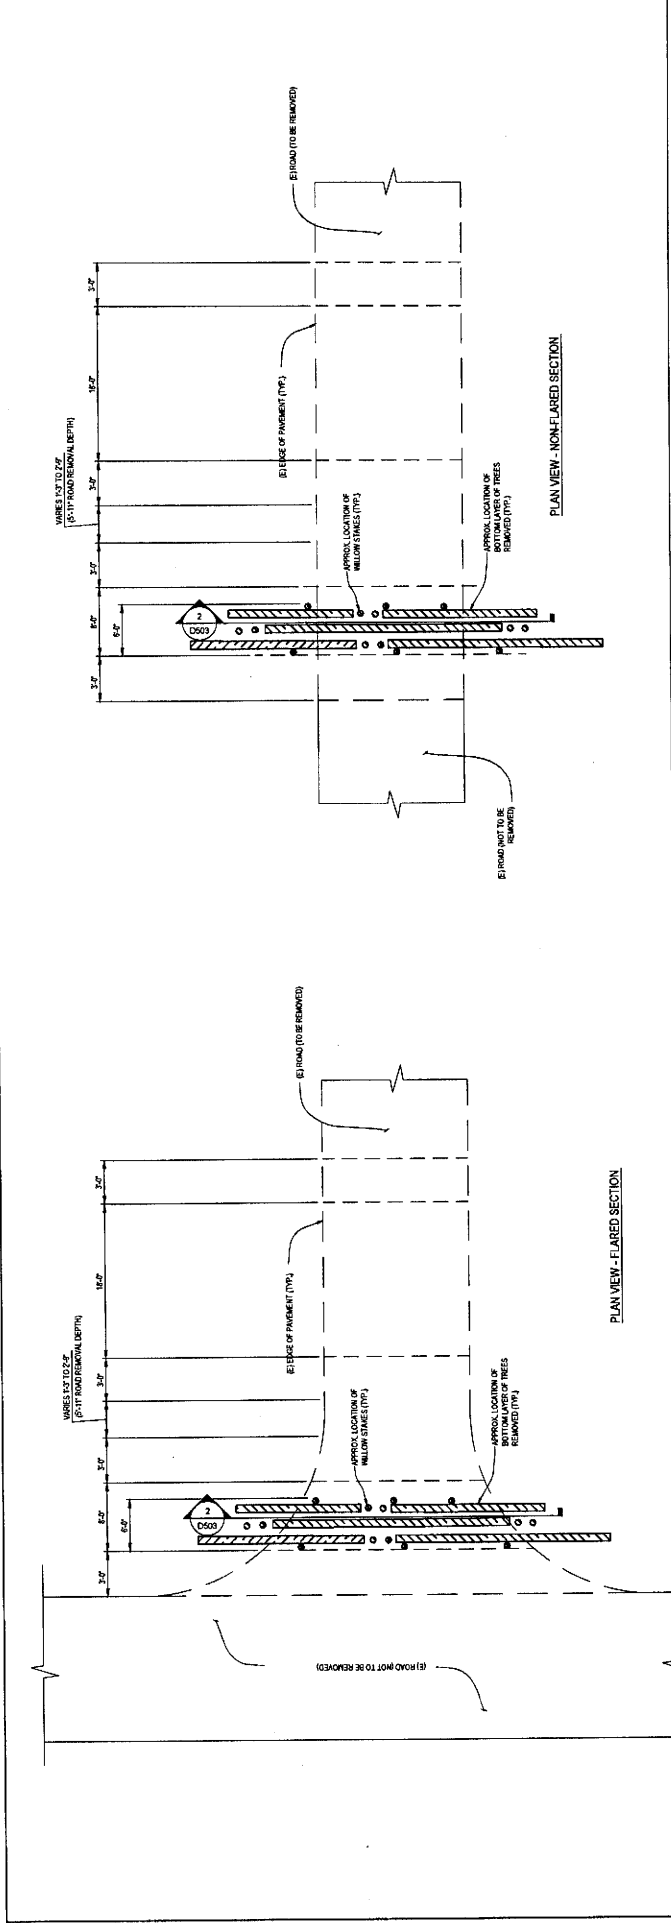 (E) ROAD (TO BE REMOVED)
3'-0"
18'-0"
(E) EDGE OF PAVEMENT (TYP.)
VARIES 1'-3" TO 2'-9"
(5'-11" ROAD REMOVAL DEPTH)
3'-0"
3'-0"
APPROX. LOCATION OF
WILLOW STAKES (TYP.)
8'-0"
6'-0"
2
D503
APPROX. LOCATION OF
BOTTOM LAYER OF TREES
REMOVED (TYP.)
3'-0"
(E) ROAD (NOT TO BE
REMOVED)
PLAN VIEW - NON-FLARED SECTION
(E) ROAD (TO BE REMOVED)
3'-0"
18'-0"
(E) EDGE OF PAVEMENT (TYP.)
VARIES 1'-3" TO 2'-9"
(5'-11" ROAD REMOVAL DEPTH)
3'-0"
3'-0"
APPROX. LOCATION OF
WILLOW STAKES (TYP.)
8'-0"
6'-0"
2
D503
APPROX. LOCATION OF
BOTTOM LAYER OF TREES
REMOVED (TYP.)
3'-0"
(E) ROAD (NOT TO BE REMOVED)
PLAN VIEW - FLARED SECTION